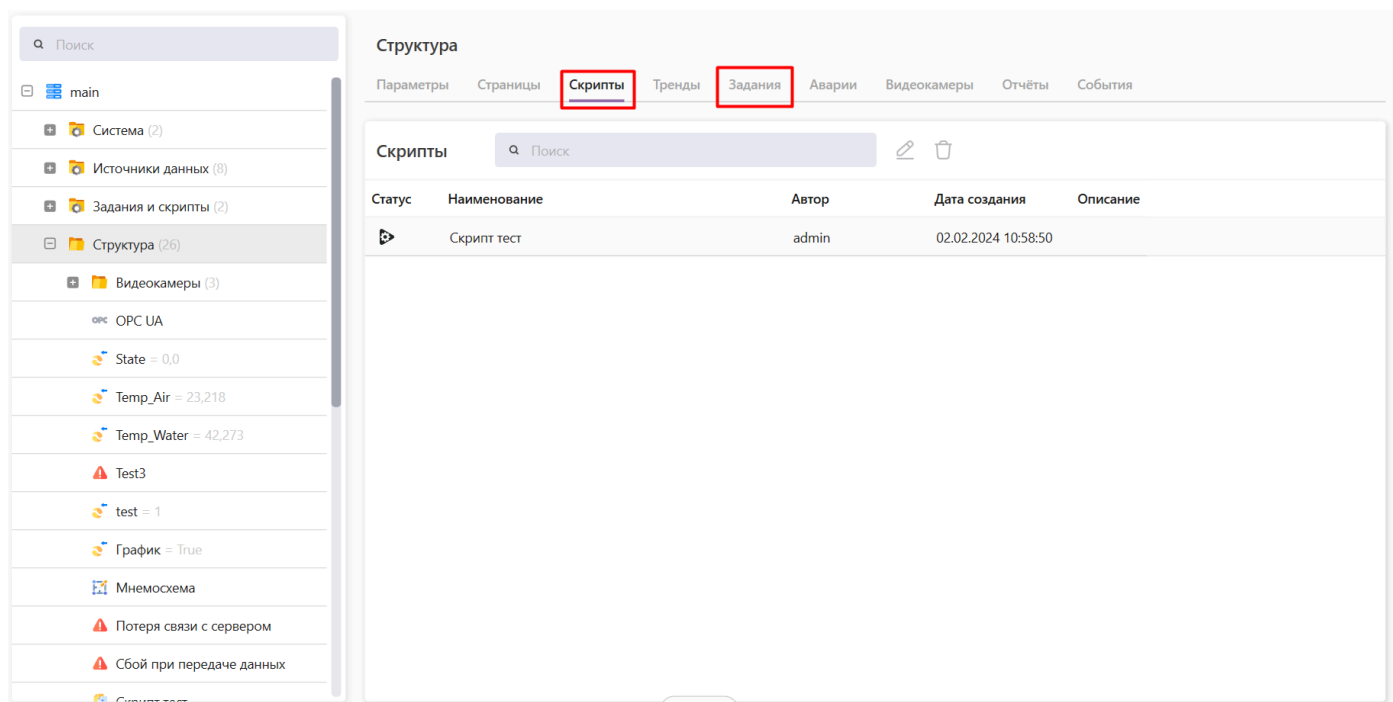 Поиск
main
Система (2)
Источники данных (8)
Задания и скрипты (2)
Структура (26)
Видеокамеры (3)
OPC OPC UA
State = 0,0
Temp_Air = 23,218
Temp_Water = 42,273
Test3
test = 1
График = True
Мнемосхема
Потеря связи с сервером
Сбой при передаче данных
Скрипт тест
Структура
Параметры Страницы Скрипты Тренды Задания Аварии Видеокамеры Отчёты События
Скрипты Поиск
Статус Наименование Автор Дата создания Описание
Скрипт тест admin 02.02.2024 10:58:50